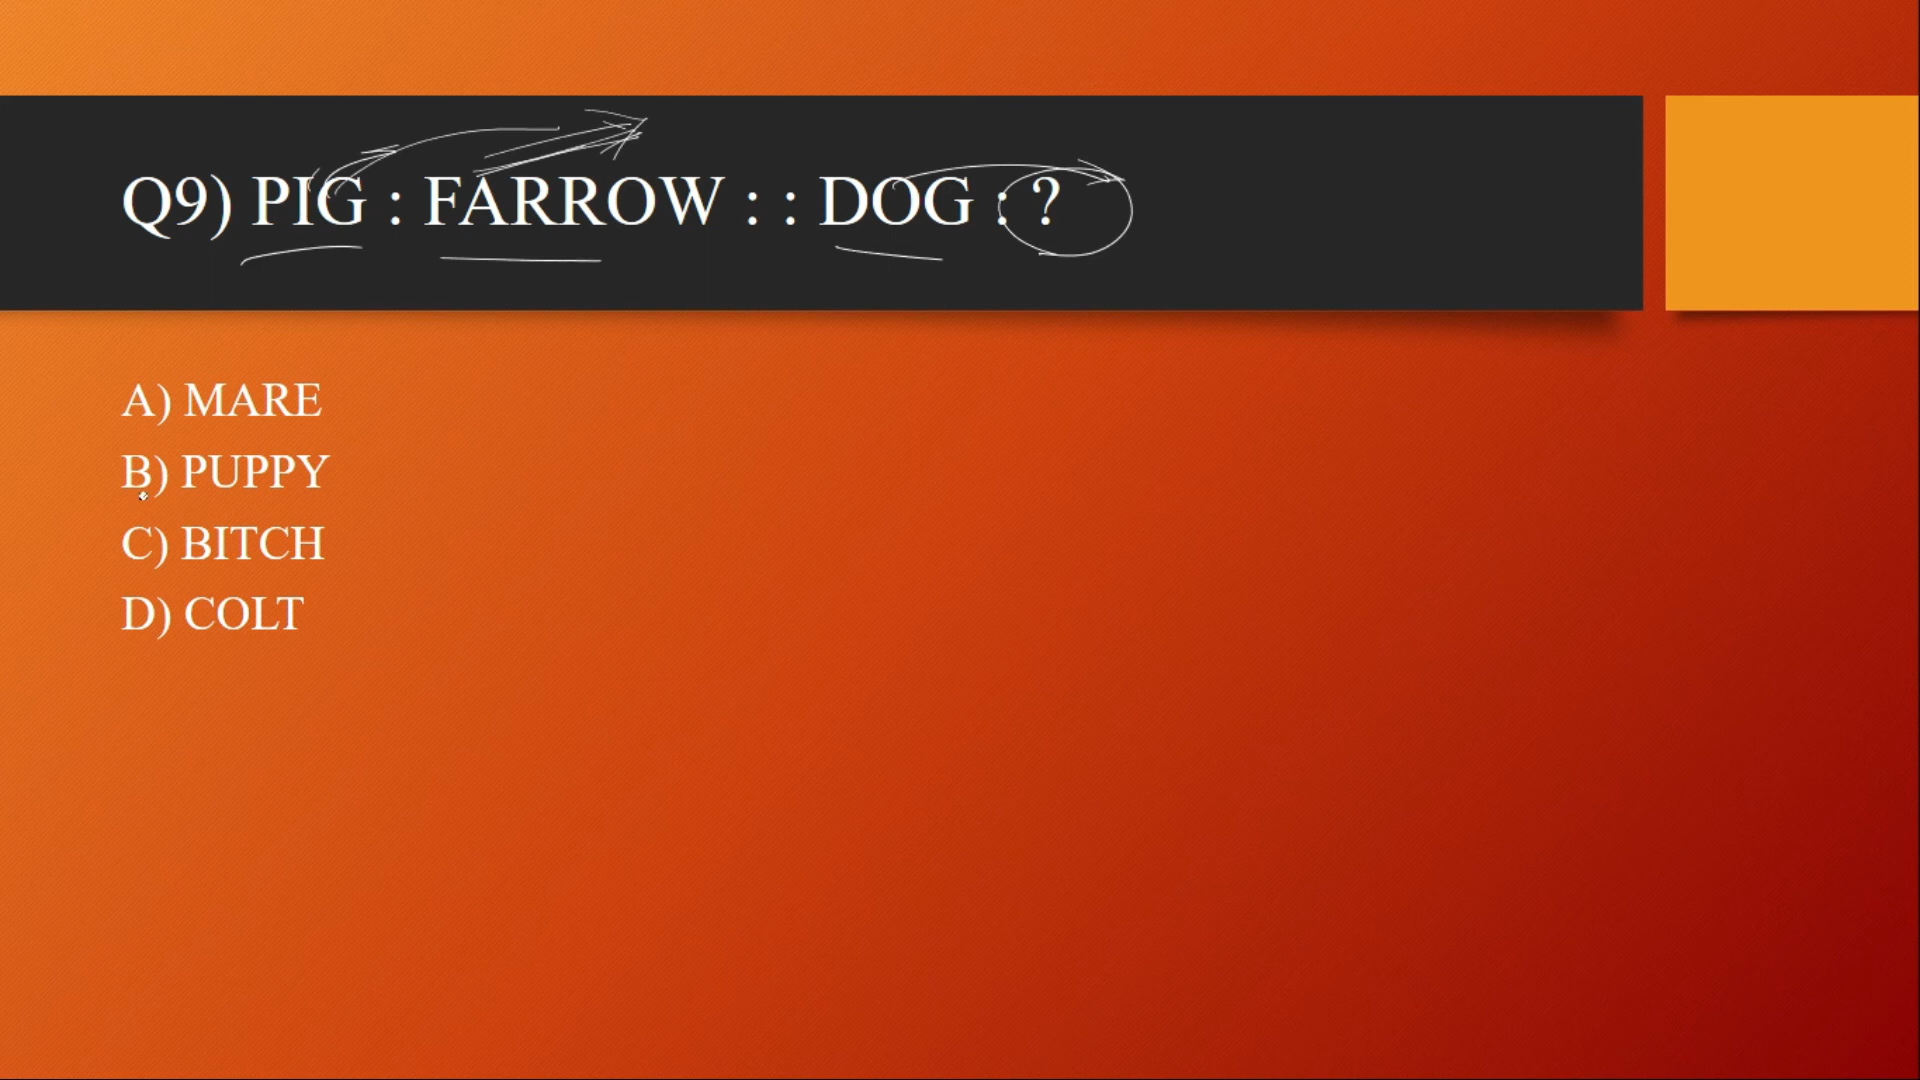 Q9) PIG : FARROW : : DOG : ?
A) MARE
B) PUPPY
C) BITCH
D) COLT